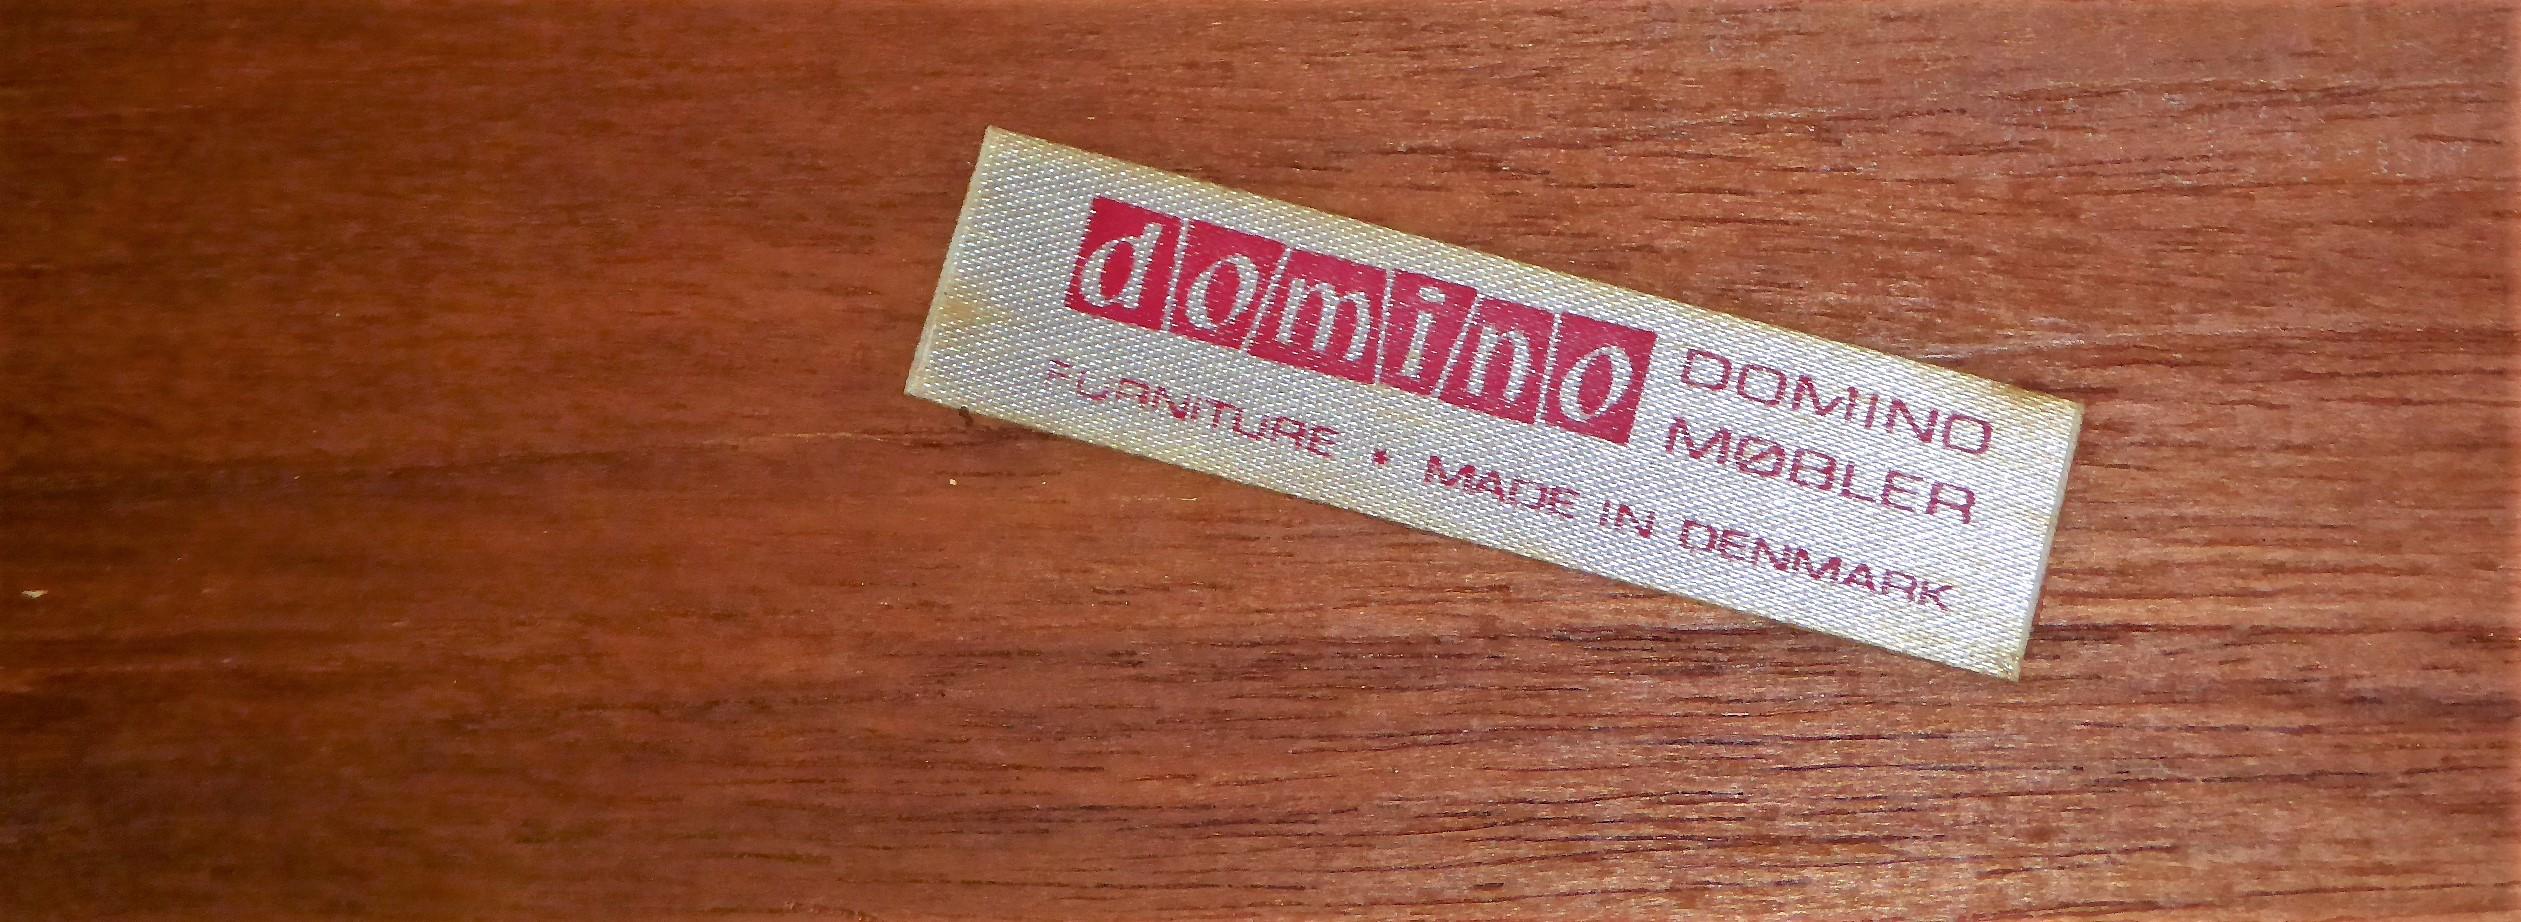 domino DOMINO
MØBLER
FURNITURE • MADE IN DENMARK